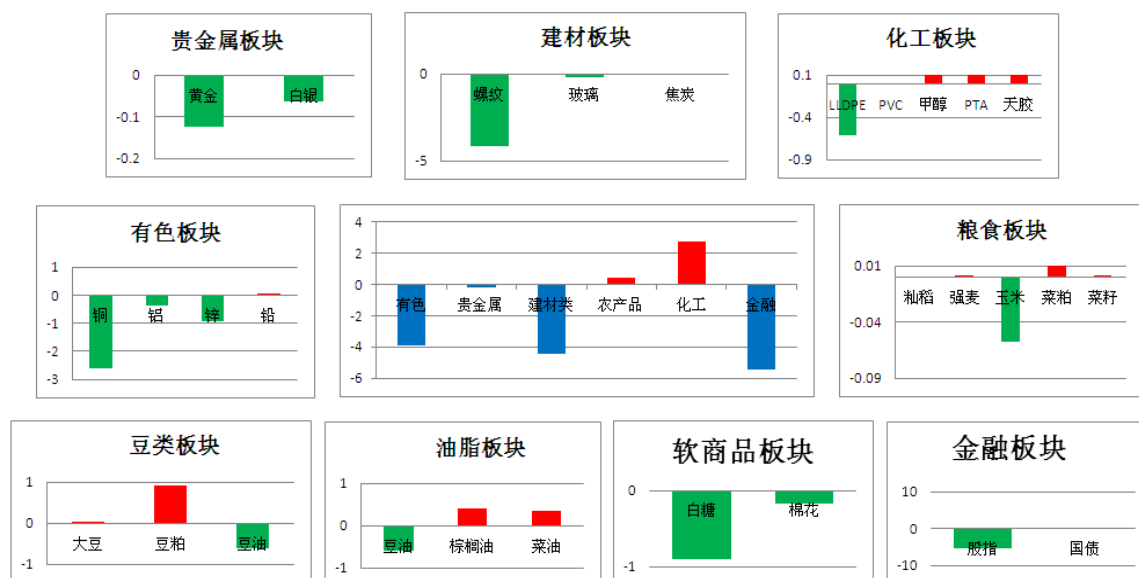 贵金属板块
0
-0.1
-0.2
黄金 白银
建材板块
0
-5
螺纹 玻璃 焦炭
化工板块
0.1
-0.4
-0.9
LLDPE PVC 甲醇 PTA 天胶
有色板块
1
0
-1
-2
-3
铜 铝 锌 铅
4
2
0
-2
-4
-6
有色 贵金属 建材类 农产品 化工 金融
粮食板块
0.01
-0.04
-0.09
籼稻 强麦 玉米 菜粕 菜籽
豆类板块
1
0
-1
大豆 豆粕 豆油
油脂板块
1
0
-1
豆油 棕榈油 菜油
软商品板块
0
-1
白糖 棉花
金融板块
10
0
-10
股指 国债